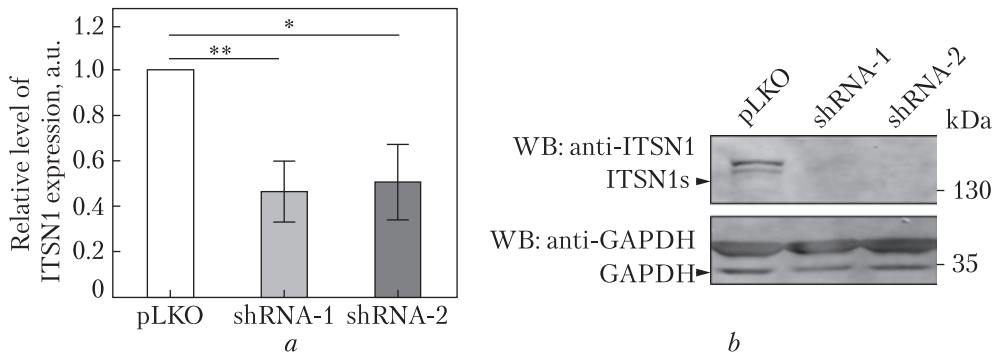 Relative level of
ITSN1 expression, a.u.
1.2
1.0
0.8
0.6
0.4
0.2
0
*
**
pLKO
shRNA-1
shRNA-2
a
pLKO
shRNA-1
shRNA-2
kDa
WB: anti-ITSN1
ITSN1s
130
WB: anti-GAPDH
GAPDH
35
b